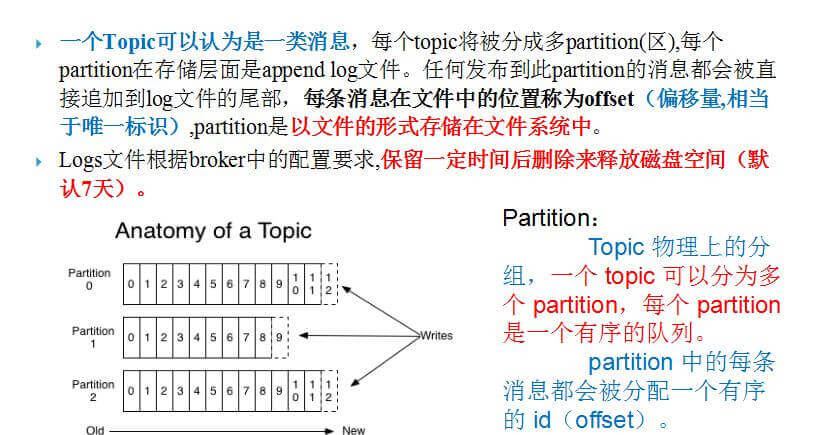 一个Topic可以认为是一类消息，每个topic将被分成多partition(区),每个
partition在存储层面是append log文件。任何发布到此partition的消息都会被直
接追加到log文件的尾部，每条消息在文件中的位置称为offset（偏移量,相当
于唯一标识）,partition是以文件的形式存储在文件系统中。
Logs文件根据broker中的配置要求,保留一定时间后删除来释放磁盘空间（默
认7天）。
Anatomy of a Topic
Partition
0
0 1 2 3 4 5 6 7 8 9 10 11 12
Partition
1
0 1 2 3 4 5 6 7 8 9
Writes
Partition
2
0 1 2 3 4 5 6 7 8 9 10 11 12
Old
New
Partition：
Topic 物理上的分
组，一个 topic 可以分为多
个 partition，每个 partition
是一个有序的队列。
partition 中的每条
消息都会被分配一个有序
的 id（offset）。